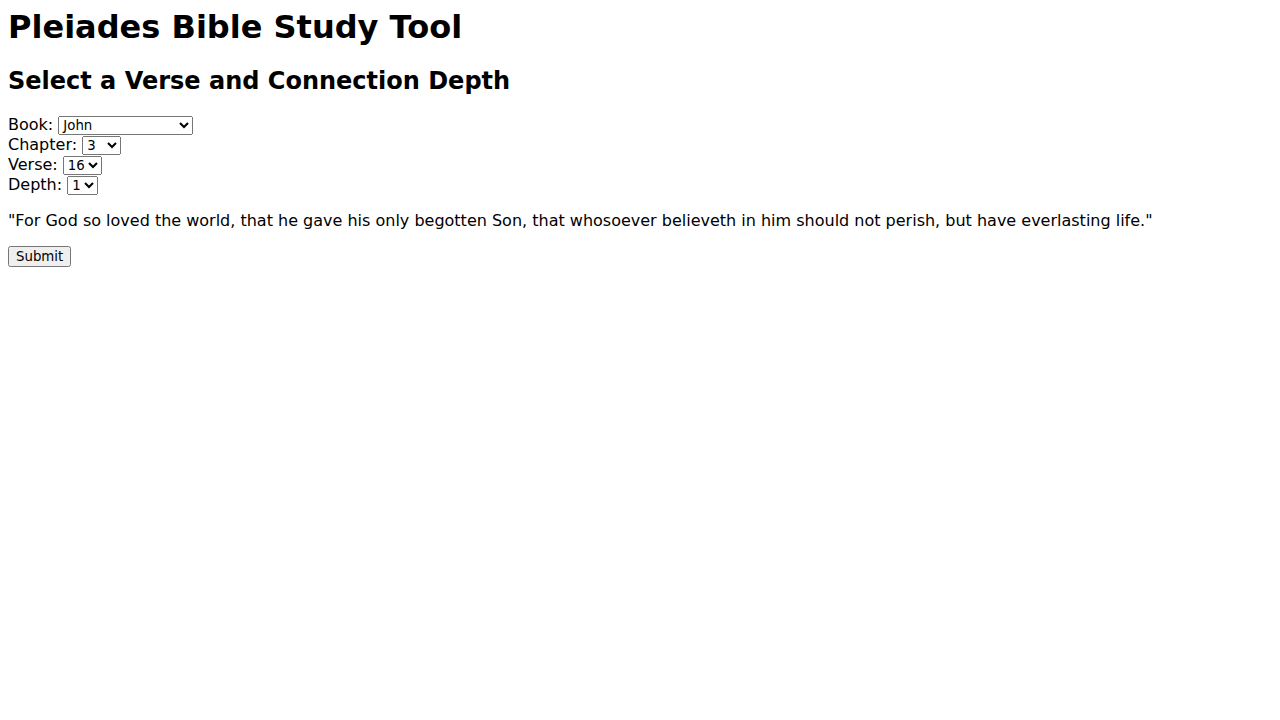 Pleiades Bible Study Tool
Select a Verse and Connection Depth
Book: John
Chapter: 3
Verse: 16
Depth: 1
"For God so loved the world, that he gave his only begotten Son, that whosoever believeth in him should not perish, but have everlasting life."
Submit